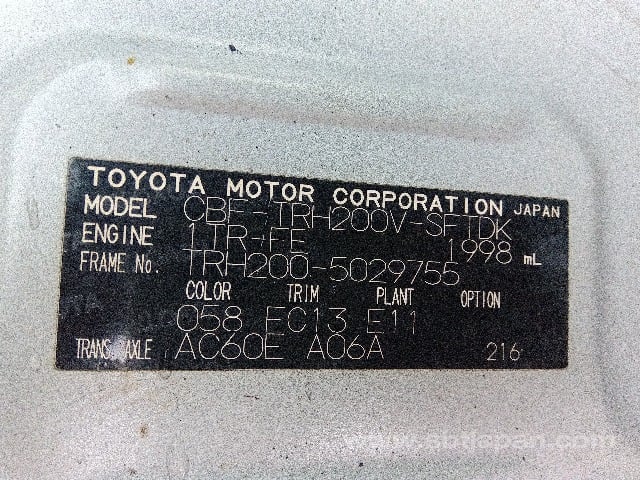 TOYOTA MOTOR CORPORATION JAPAN
MODEL CBF-TRH200V-SFTDK
ENGINE 1TR-FE 1998 mL
FRAME No. TRH200-5029755
COLOR TRIM PLANT OPTION
058 FC13 E11
TRANS./AXLE AC60E A06A 216
www.sbtjapan.com